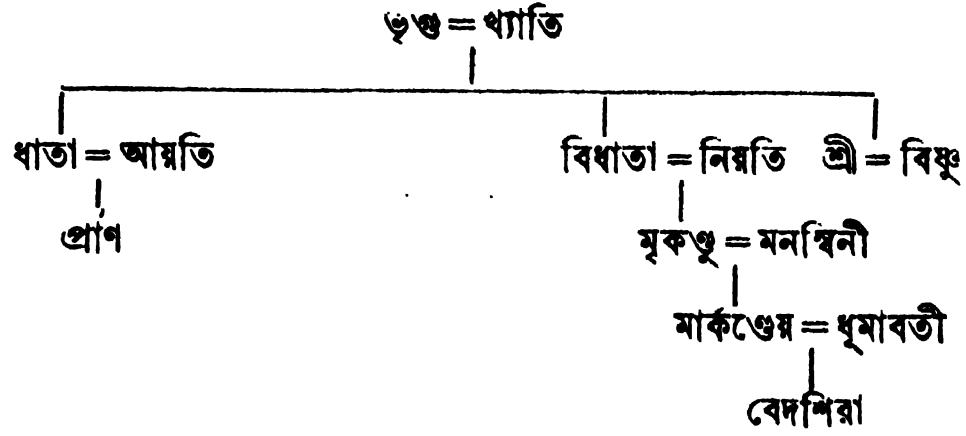 ভৃগু = খ্যাতি
ধাতা = আয়তি বিধাতা = নিয়তি শ্রী = বিষ্ণু
প্রাণ
মৃকণ্ডু = মনস্বিনী
মার্কণ্ডেয় = ধূমাবতী
বেদশিরা